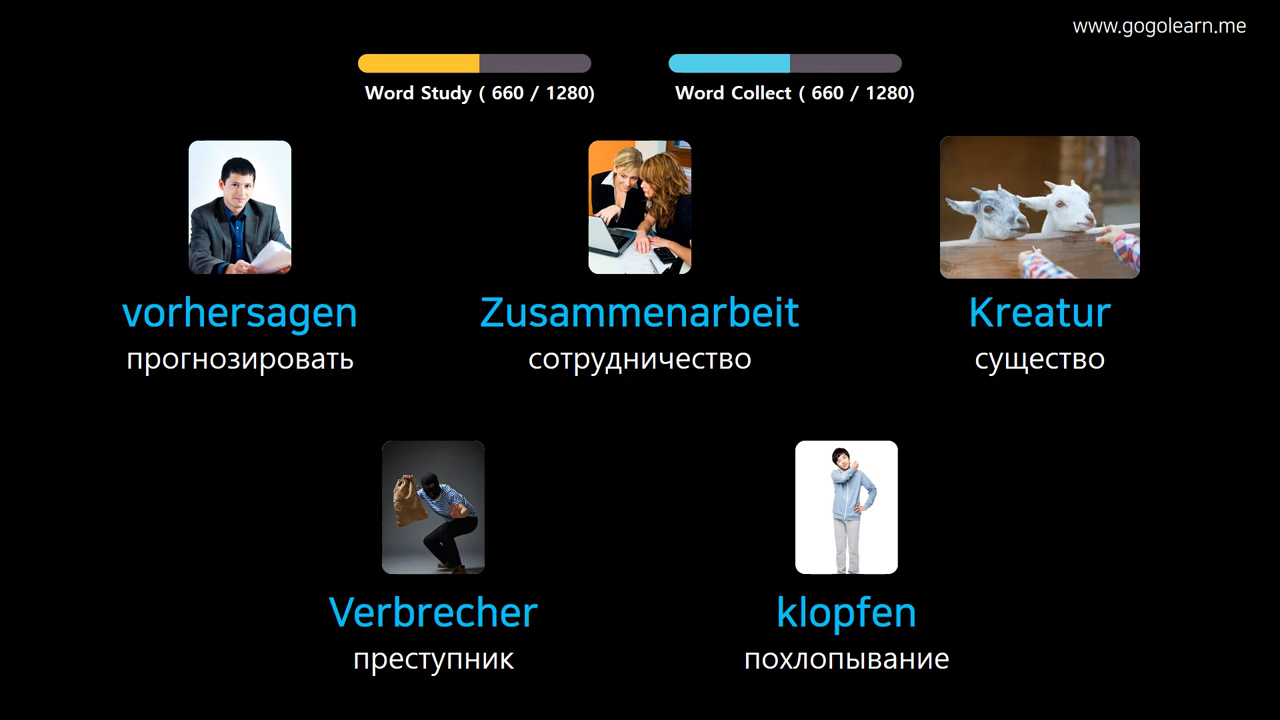 www.gogolearn.me
Word Study ( 660 / 1280)
Word Collect ( 660 / 1280)
vorhersagen
прогнозировать
Zusammenarbeit
сотрудничество
Kreatur
существо
Verbrecher
преступник
klopfen
похлопывание